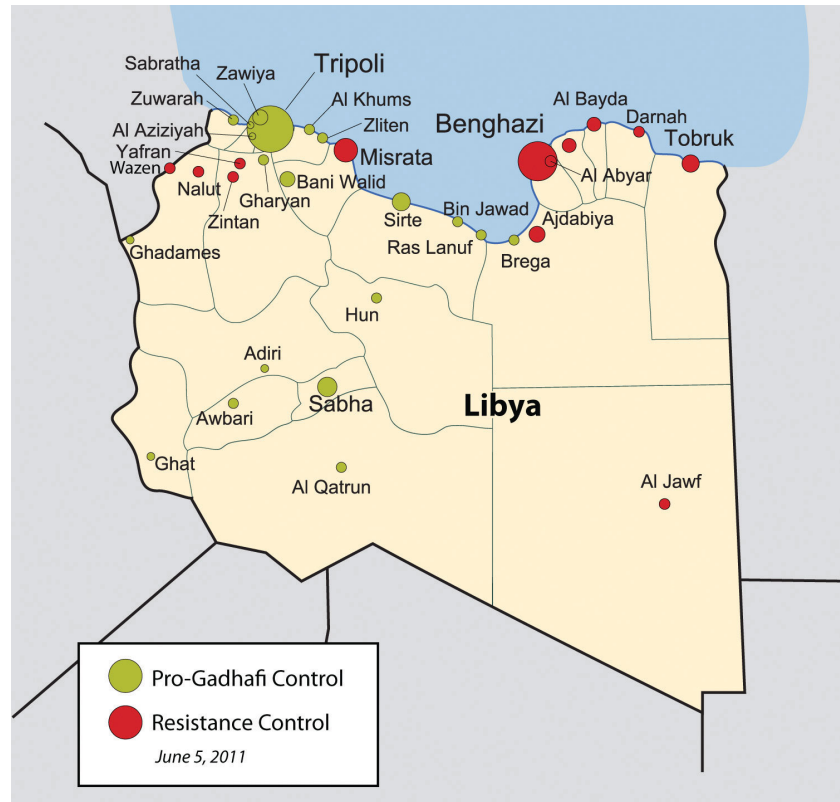 Sabratha
Zawiya
Tripoli
Zuwarah
Al Khums
Al Bayda
Al Aziziyah
Zliten
Benghazi
Darnah
Tobruk
Yafran
Misrata
Wazen
Nalut
Bani Walid
Al Abyar
Gharyan
Zintan
Sirte
Bin Jawad
Ajdabiya
Ghadames
Ras Lanuf
Brega
Hun
Adiri
Sabha
Libya
Awbari
Ghat
Al Qatrun
Al Jawf
Pro-Gadhafi Control
Resistance Control
June 5, 2011